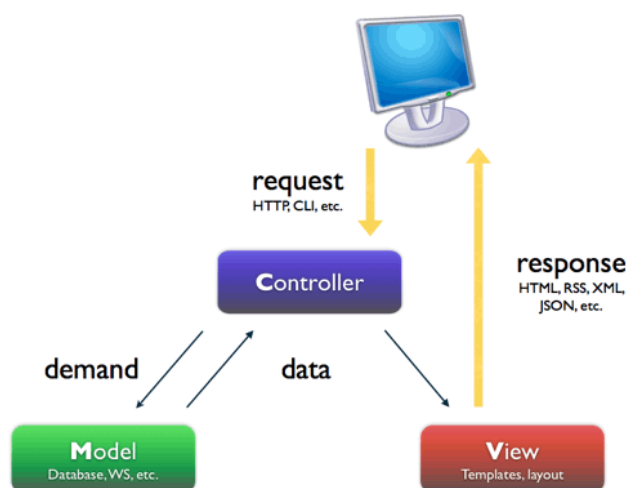 request
HTTP, CLI, etc.
Controller
response
HTML, RSS, XML,
JSON, etc.
demand
data
Model
Database, WS, etc.
View
Templates, layout